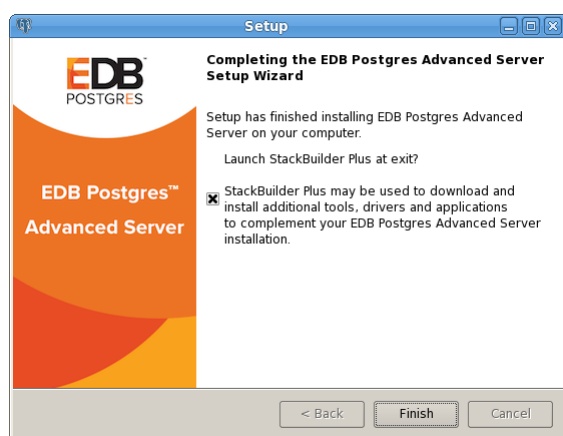 Setup
EDB
POSTGRES
EDB Postgres™
Advanced Server
Completing the EDB Postgres Advanced Server
Setup Wizard
Setup has finished installing EDB Postgres Advanced
Server on your computer.
Launch StackBuilder Plus at exit?
StackBuilder Plus may be used to download and
install additional tools, drivers and applications
to complement your EDB Postgres Advanced Server
installation.
< Back
Finish
Cancel